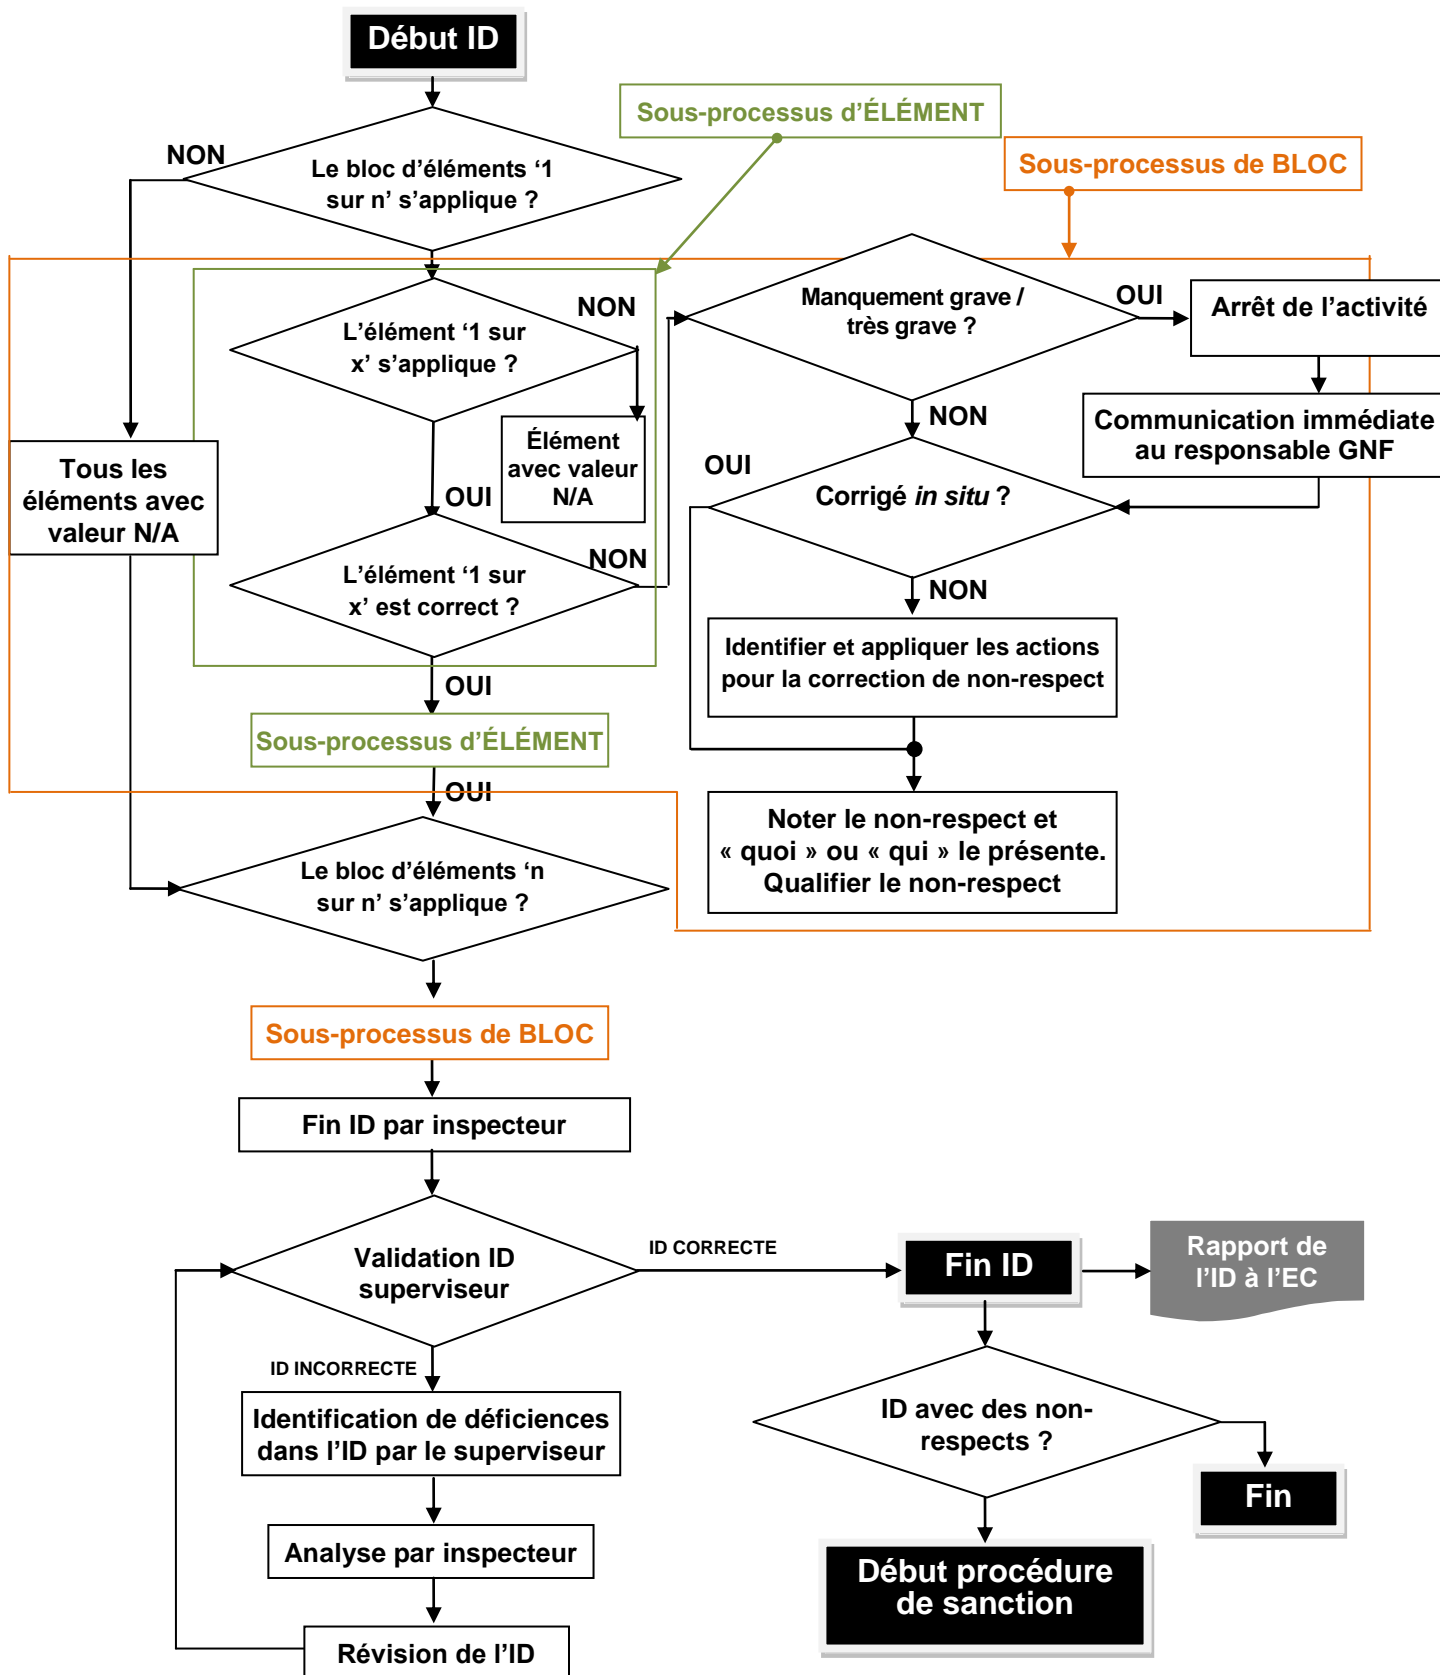 Début ID
Sous-processus d’ÉLÉMENT
Sous-processus de BLOC
NON
Le bloc d’éléments ‘1
sur n’ s’applique ?
Manquement grave /
très grave ?
OUI
Arrêt de l’activité
NON
L’élément ‘1 sur
x’ s’applique ?
NON
Communication immédiate
au responsable GNF
Élément
avec valeur
N/A
OUI
Tous les
éléments avec
valeur N/A
OUI
Corrigé in situ ?
NON
L’élément ‘1 sur
x’ est correct ?
NON
Identifier et appliquer les actions
pour la correction de non-respect
OUI
Sous-processus d’ÉLÉMENT
OUI
Noter le non-respect et
« quoi » ou « qui » le présente.
Qualifier le non-respect
Le bloc d’éléments ‘n
sur n’ s’applique ?
Sous-processus de BLOC
Fin ID par inspecteur
Validation ID
superviseur
ID CORRECTE
Fin ID
Rapport de
l’ID à l’EC
ID INCORRECTE
Identification de déficiences
dans l’ID par le superviseur
ID avec des non-
respects ?
Fin
Analyse par inspecteur
Début procédure
de sanction
Révision de l’ID